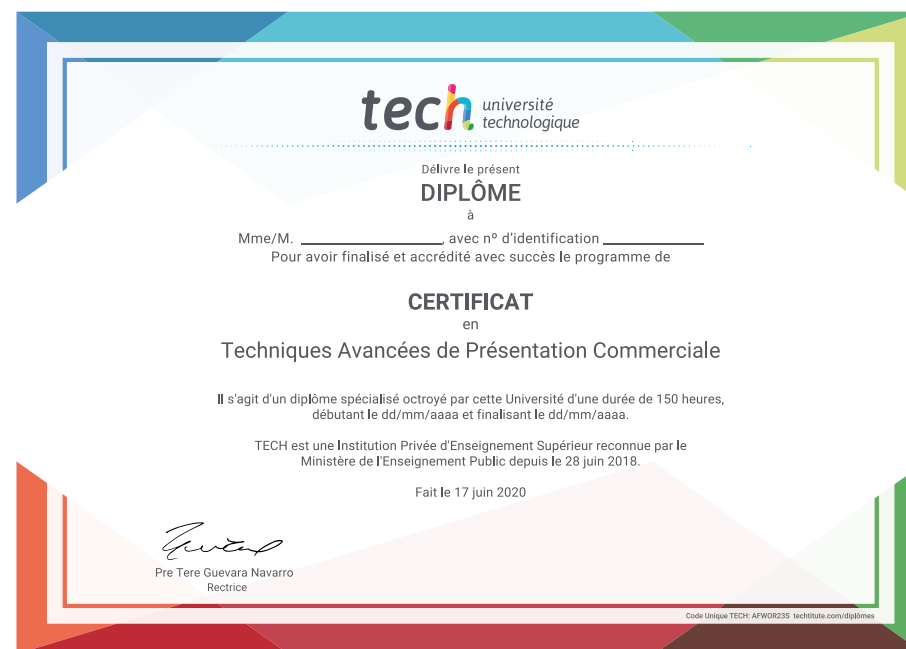 tech université
technologique
Délivre le présent
DIPLÔME
à
Mme/M. ____________________, avec nº d'identification ______________
Pour avoir finalisé et accrédité avec succès le programme de
CERTIFICAT
en
Techniques Avancées de Présentation Commerciale
Il s'agit d'un diplôme spécialisé octroyé par cette Université d'une durée de 150 heures,
débutant le dd/mm/aaaa et finalisant le dd/mm/aaaa.
TECH est une Institution Privée d'Enseignement Supérieur reconnue par le
Ministère de l'Enseignement Public depuis le 28 juin 2018.
Fait le 17 juin 2020
Pre Tere Guevara Navarro
Rectrice
Code Unique TECH: AFWOR23S techtitute.com/diplômes